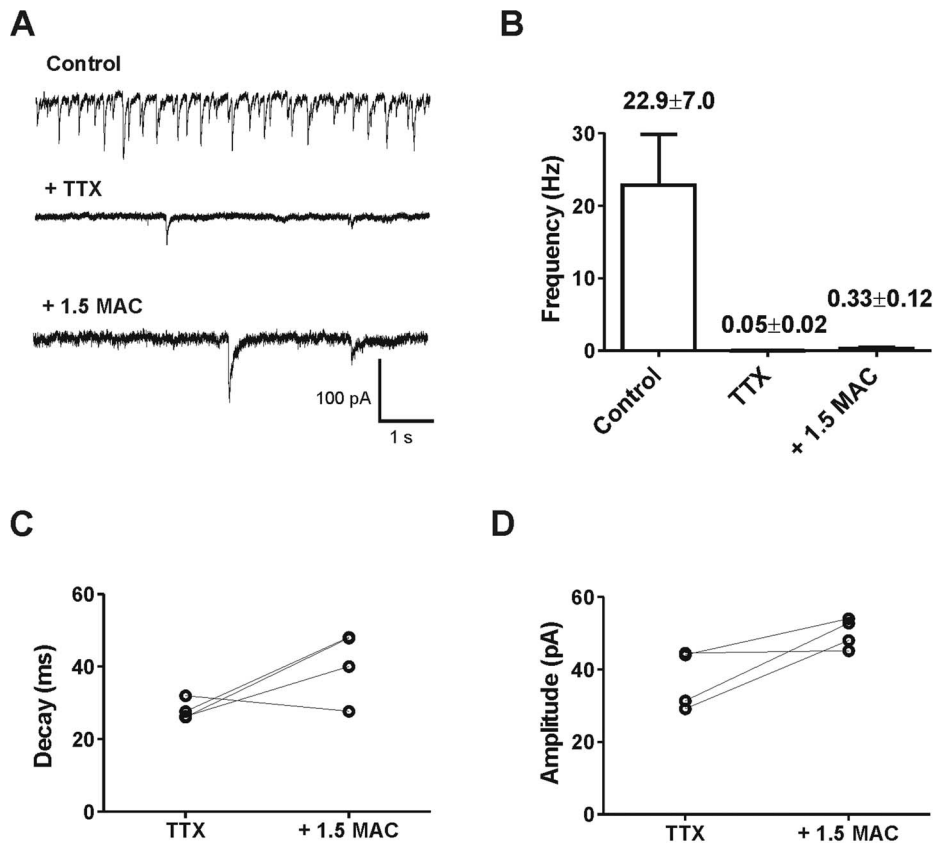 A
Control
+ TTX
+ 1.5 MAC
100 pA
1 s
B
22.9±7.0
30
20
10
0
Frequency (Hz)
0.05±0.02
0.33±0.12
Control
TTX
+ 1.5 MAC
C
60
40
20
0
Decay (ms)
TTX
+ 1.5 MAC
D
60
40
20
0
Amplitude (pA)
TTX
+ 1.5 MAC